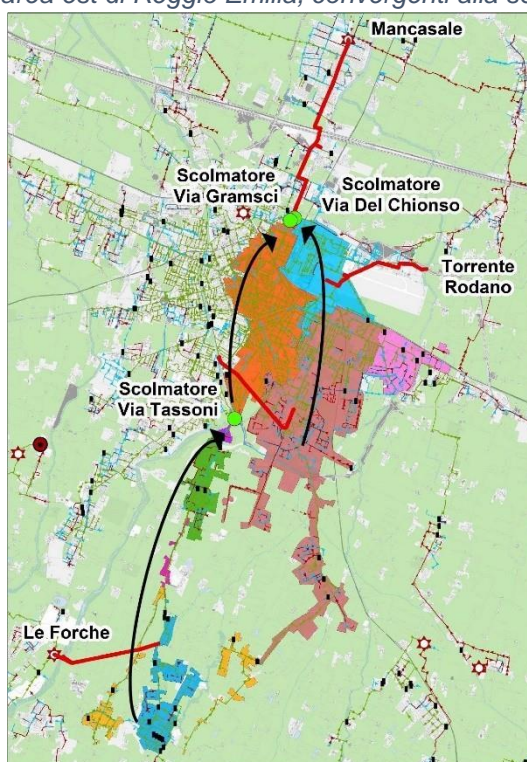 area est di Reggio Emilia, convergenti alla
Mancasale
Scolmatore
Via Gramsci
Scolmatore
Via Del Chionso
Torrente
Rodano
Scolmatore
Via Tassoni
Le Forche